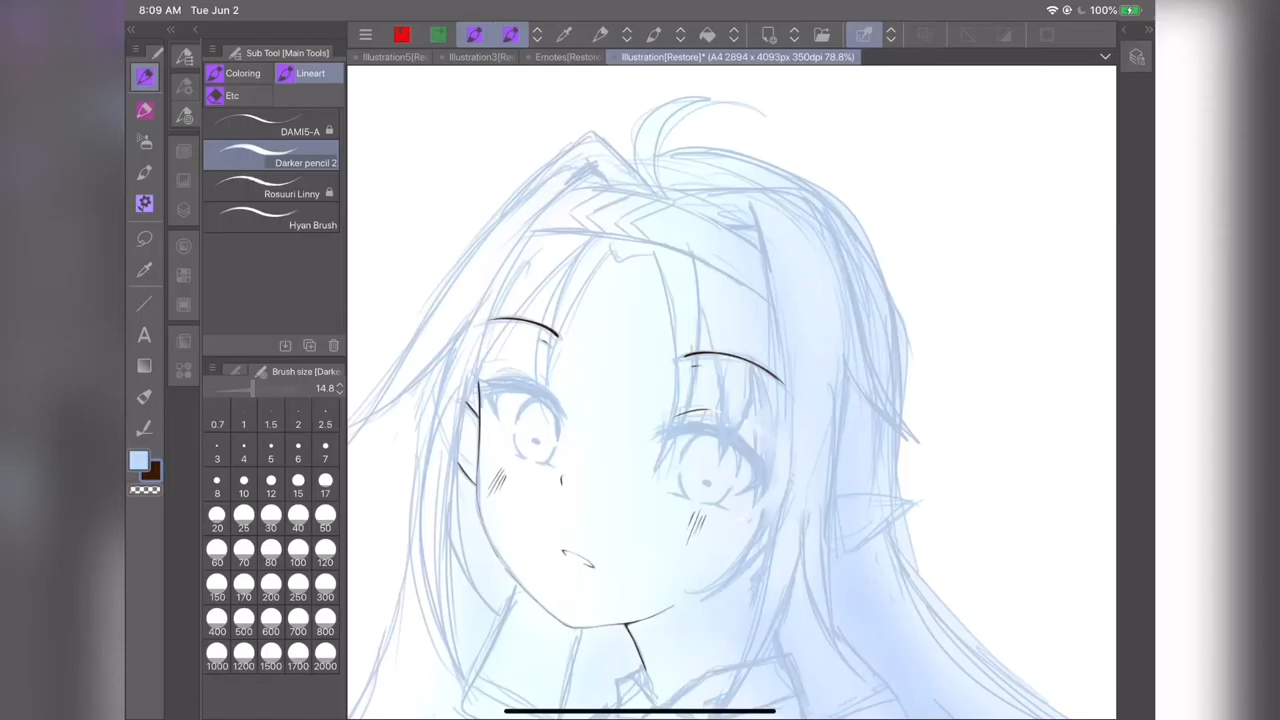 8:09 AM Tue Jun 2 100%
Sub Tool [Main Tools]
Illustration5[Re Illustration3[Re Emotes[Restore Illustration[Restore]* (A4 2894 x 4093px 350dpi 78.8%)
Coloring Lineart
Etc
DAMI5-A
Darker pencil 2
Rosuuri Linny
Hyan Brush
Brush size [Darke
14.8
0.7 1 1.5 2 2.5
3 4 5 6 7
8 10 12 15 17
20 25 30 40 50
60 70 80 100 120
150 170 200 250 300
400 500 600 700 800
1000 1200 1500 1700 2000
A